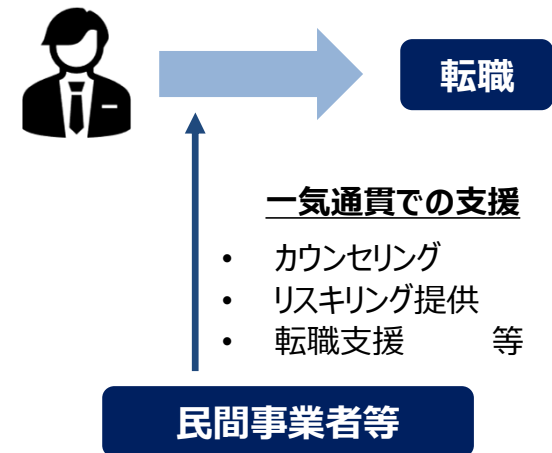 転職
一気通貫での支援
• カウンセリング
• リスキリング提供
• 転職支援 等
民間事業者等